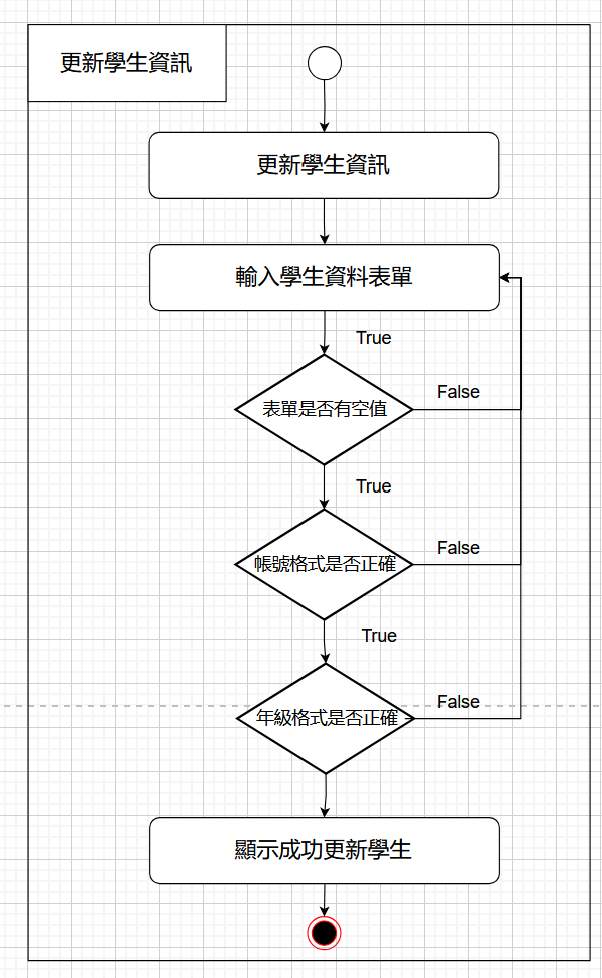 更新學生資訊
更新學生資訊
輸入學生資料表單
True
False
表單是否有空值
True
False
帳號格式是否正確
True
False
年級格式是否正確
顯示成功更新學生